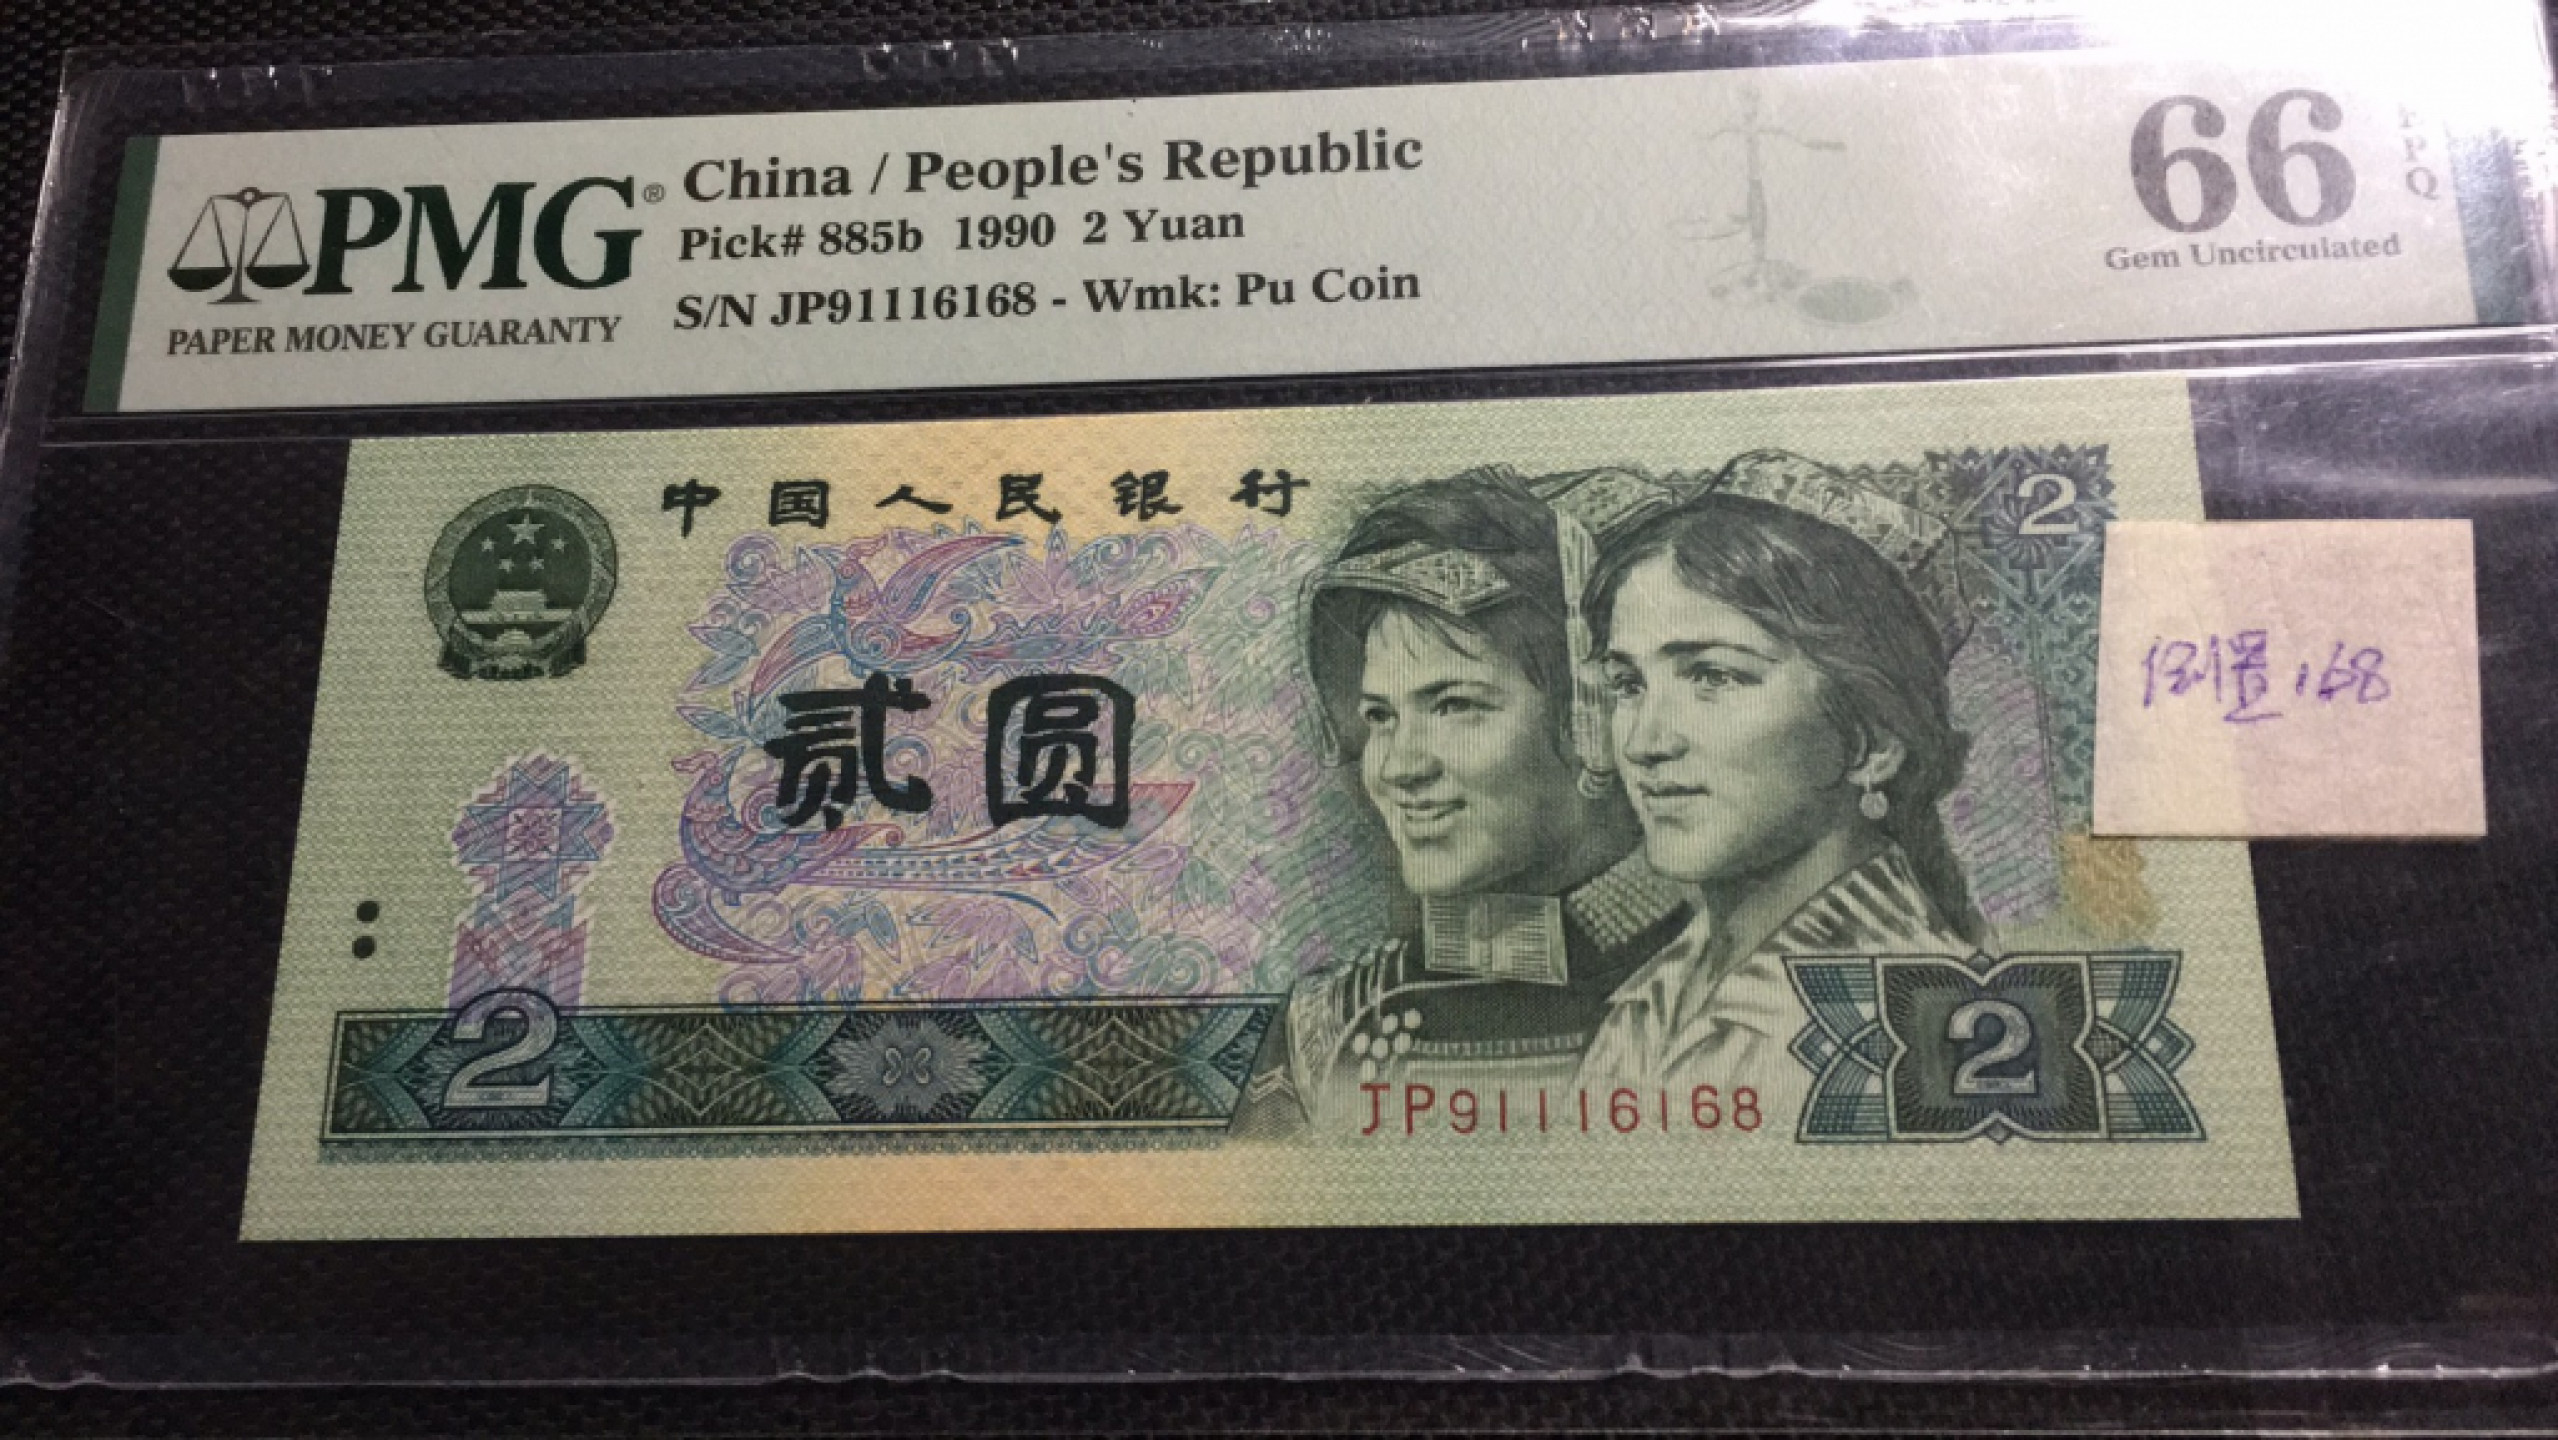 PMG®
PAPER MONEY GUARANTY
China / People's Republic
Pick# 885b 1990 2 Yuan
S/N JP91116168 - Wmk: Pu Coin
66
EPQ
Gem Uncirculated
中国人民银行
2
贰圆
倒置168
2
JP91116168
2